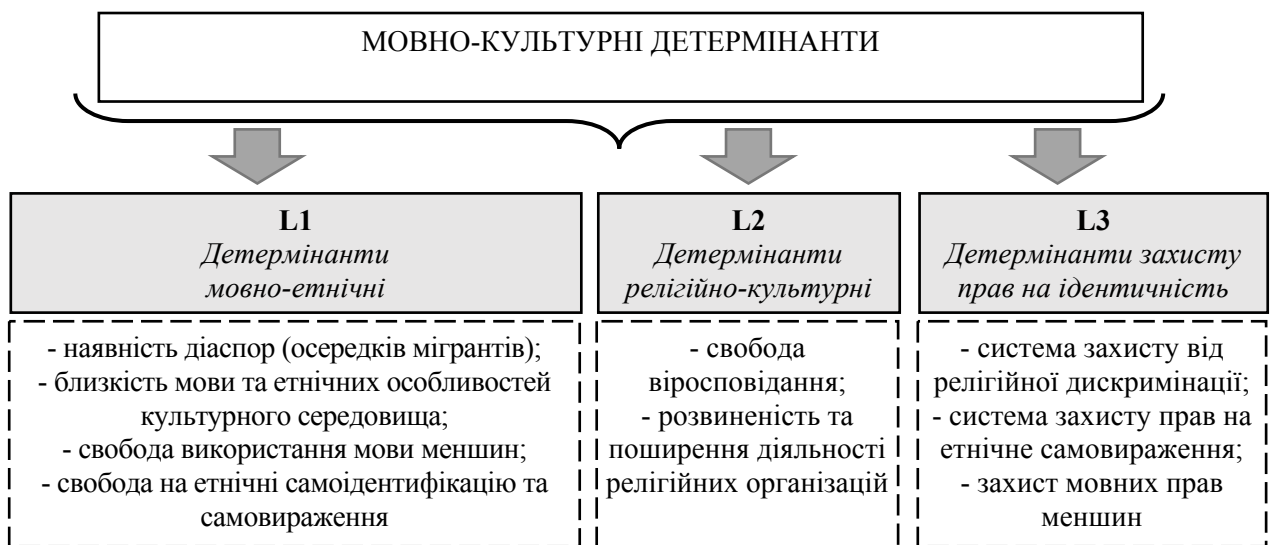 МОВНО-КУЛЬТУРНІ ДЕТЕРМІНАНТИ
L1
Детермінанти
мовно-етнічні
L2
Детермінанти
релігійно-культурні
L3
Детермінанти захисту
прав на ідентичність
- наявність діаспор (осередків мігрантів);
- близкість мови та етнічних особливостей
культурного середовища;
- свобода використання мови меншин;
- свобода на етнічні самоідентифікацію та
самовираження
- свобода
віросповідання;
- розвиненість та
поширення діяльності
релігійних організацій
- система захисту від
релігійної дискримінації;
- система захисту прав на
етнічне самовираження;
- захист мовних прав
меншин